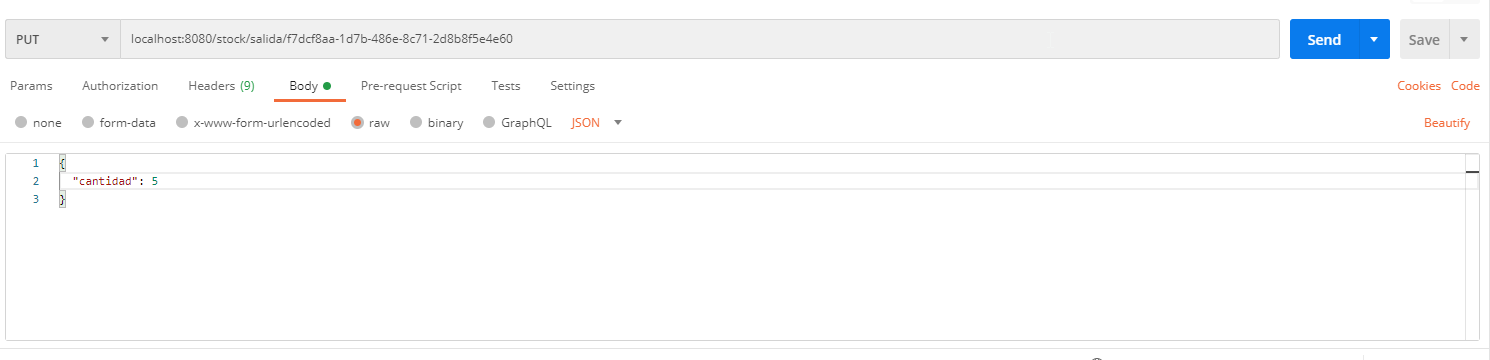 PUT localhost:8080/stock/salida/f7dcf8aa-1d7b-486e-8c71-2d8b8f5e4e60 Send Save
Params Authorization Headers (9) Body Pre-request Script Tests Settings Cookies Code
none form-data x-www-form-urlencoded raw binary GraphQL JSON Beautify
1 {
2 "cantidad": 5
3 }